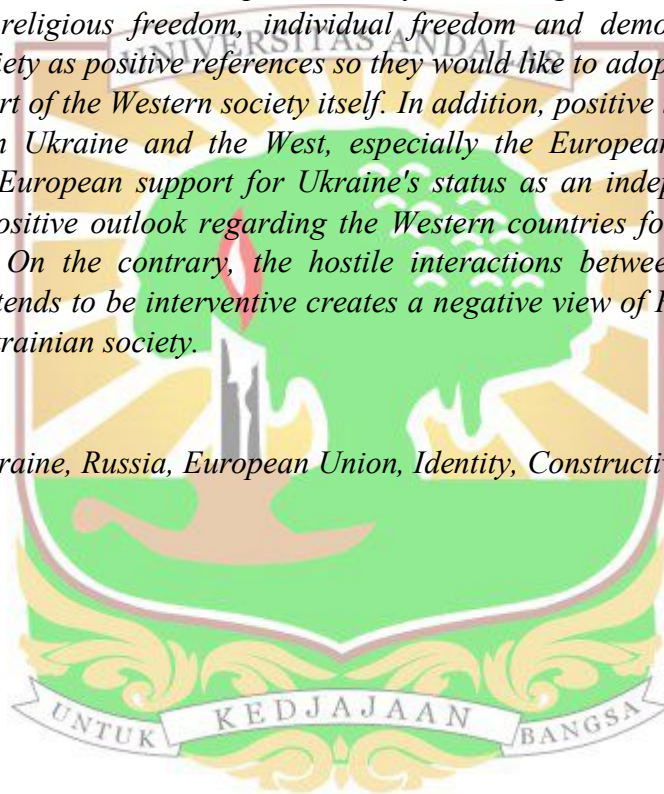 religious freedom, individual freedom and demo
UNIVERSITAS ANDALAS
iety as positive references so they would like to adop
rt of the Western society itself. In addition, positive
n Ukraine and the West, especially the European
European support for Ukraine's status as an indep
ositive outlook regarding the Western countries fo
On the contrary, the hostile interactions between
tends to be interventive creates a negative view of
krainian society.
raine, Russia, European Union, Identity, Constructiv
UNTUK KEDJAJAAN BANGSA